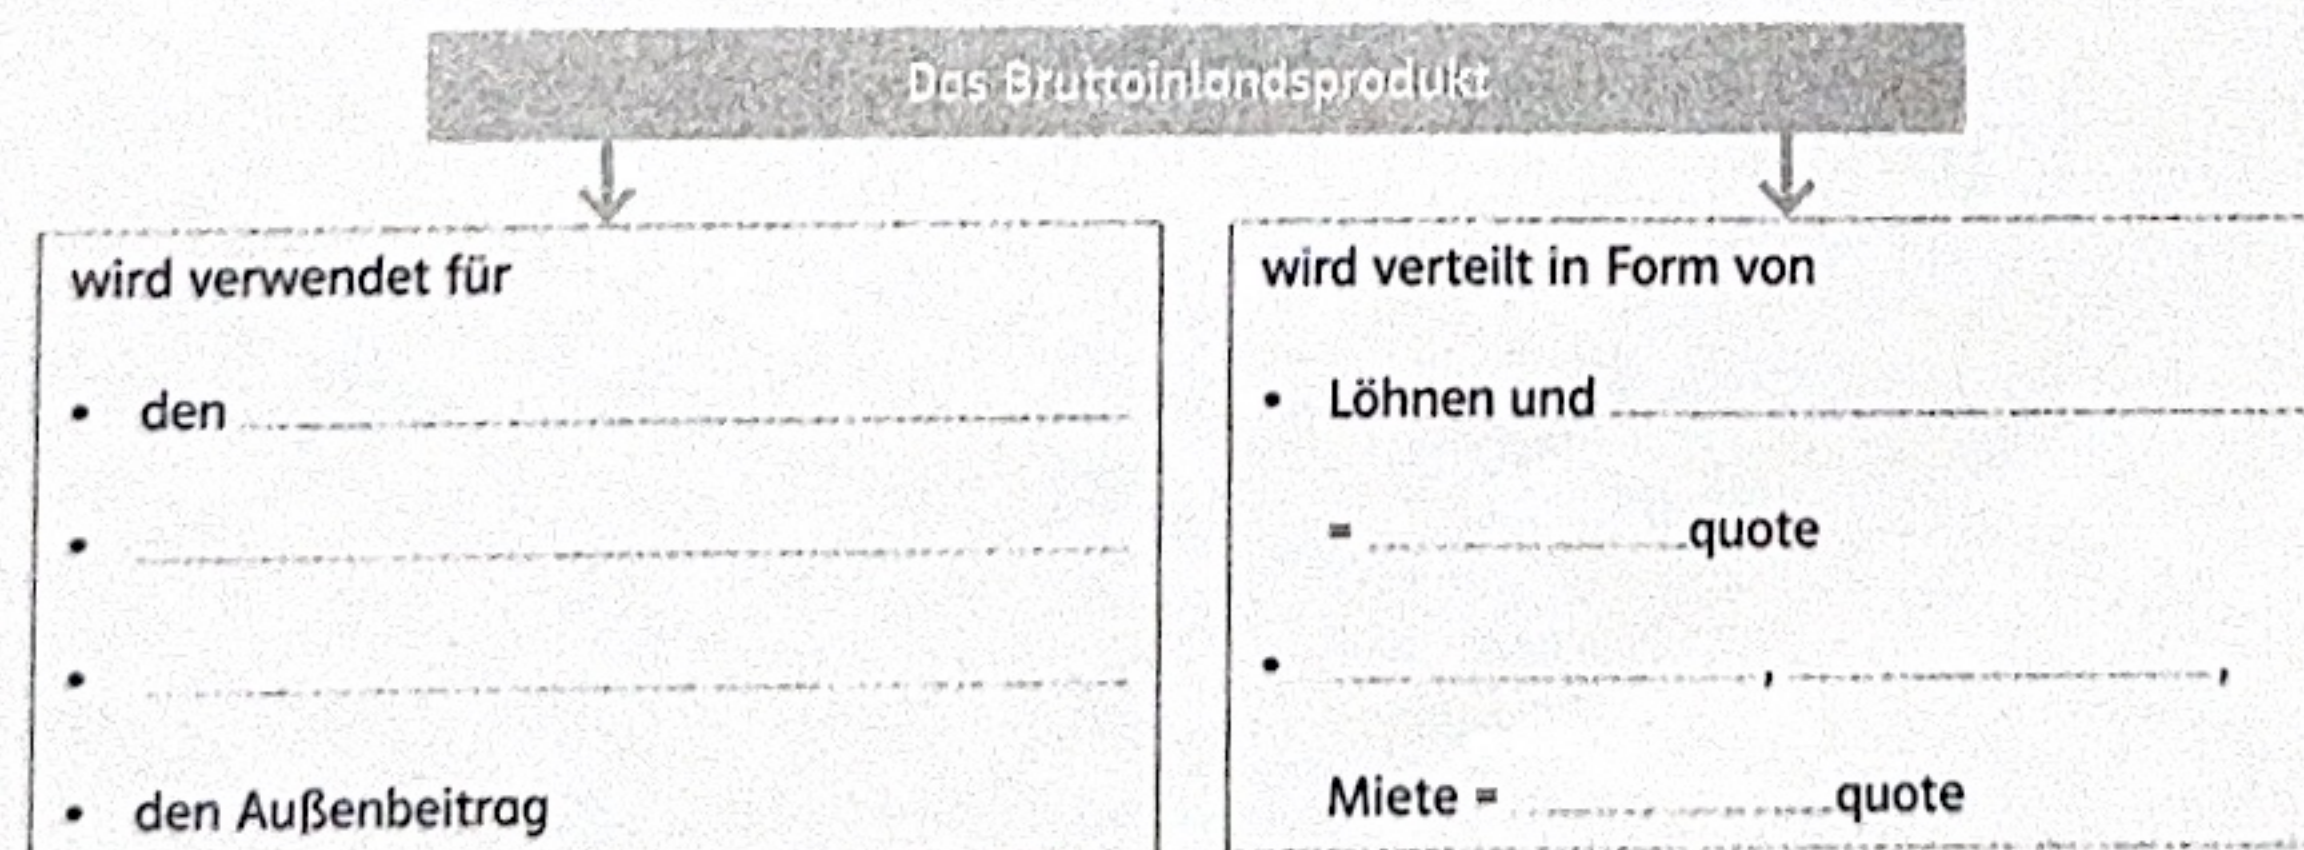 Das Bruttoinlandsprodukt
wird verwendet für
• den
•
•
• den Außenbeitrag
wird verteilt in Form von
• Löhnen und
= quote
• , ,
Miete = quote